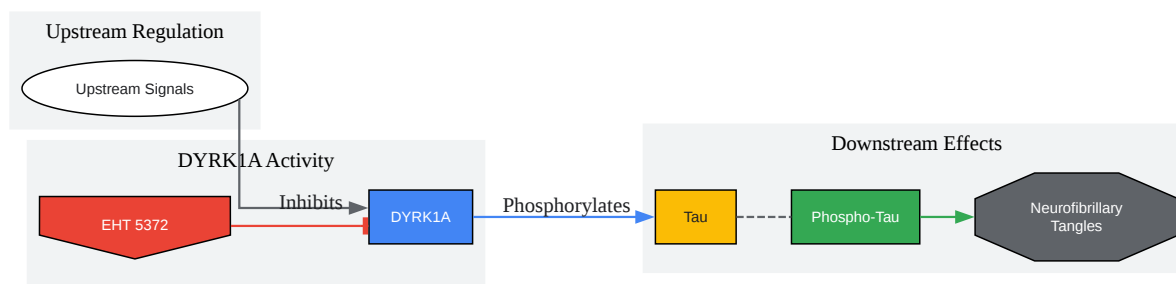 Upstream Regulation
Upstream Signals
DYRK1A Activity
Inhibits
EHT 5372
DYRK1A
Phosphorylates
Downstream Effects
Tau
Phospho-Tau
Neurofibrillary
Tangles